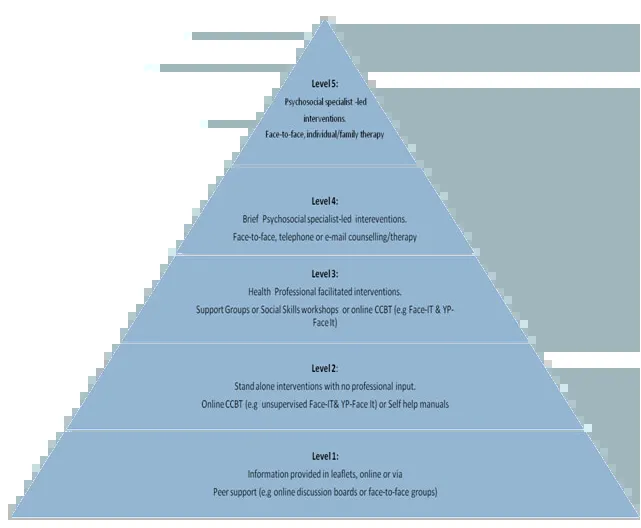 Level 5:
Psychosocial specialist -led
interventions.
Face-to-face, individual/family therapy
Level 4:
Brief Psychosocial specialist-led intereventions.
Face-to-face, telephone or e-mail counselling/therapy
Level 3:
Health Professional facilitated interventions.
Support Groups or Social Skills workshops or online CCBT (e.g Face-IT & YP-
Face It)
Level 2:
Stand alone interventions with no professional input.
Online CCBT (e.g unsupervised Face-IT& YP-Face It) or Self help manuals
Level 1:
Information provided in leaflets, online or via
Peer support (e.g online discussion boards or face-to-face groups)